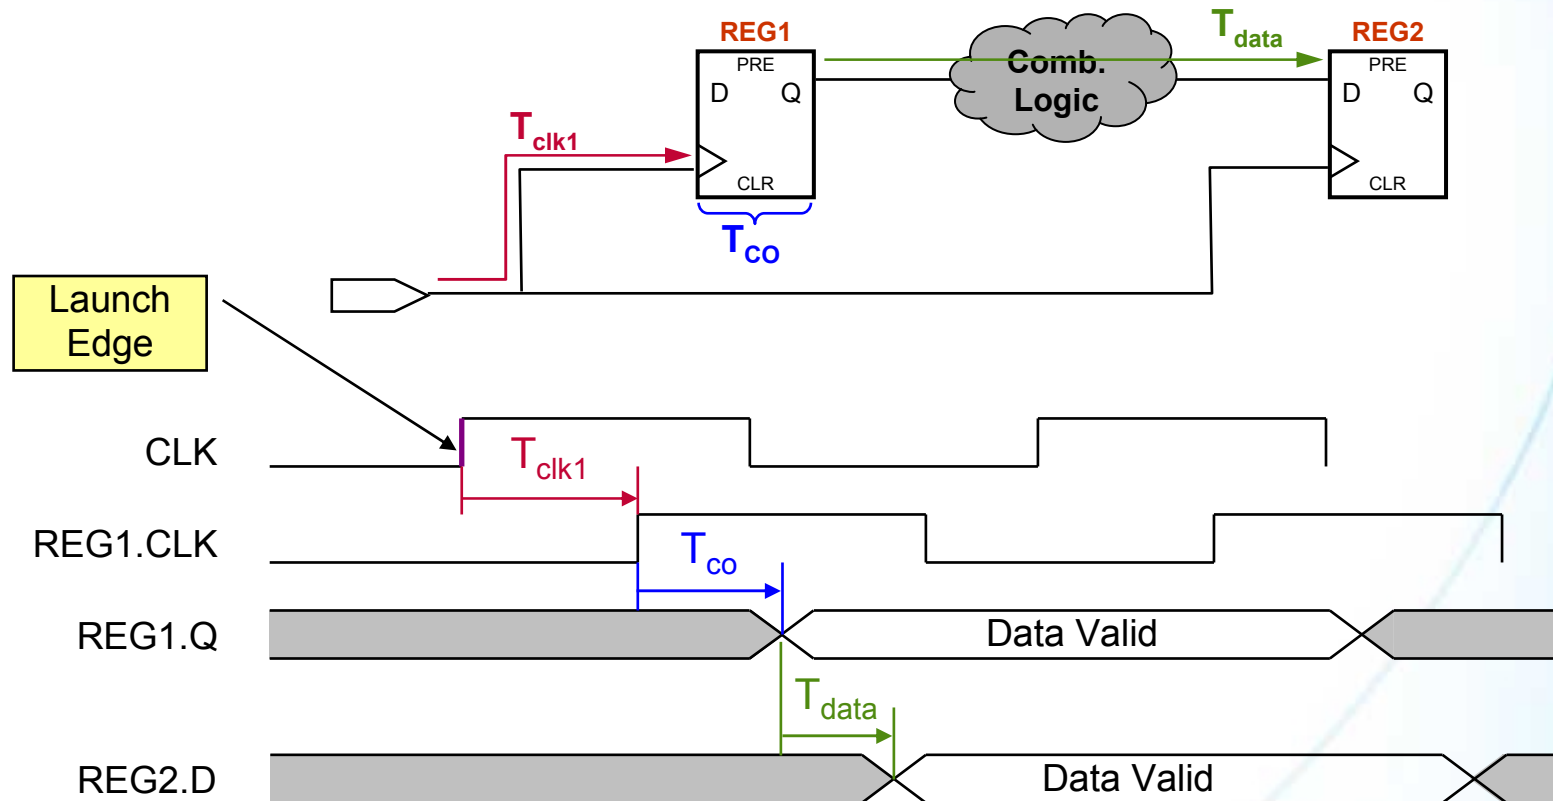 REG1
T_data
REG2
PRE
D Q
CLR
Comb.
Logic
PRE
D Q
CLR
T_clk1
T_CO
Launch
Edge
CLK
T_clk1
REG1.CLK
T_co
REG1.Q
Data Valid
T_data
REG2.D
Data Valid